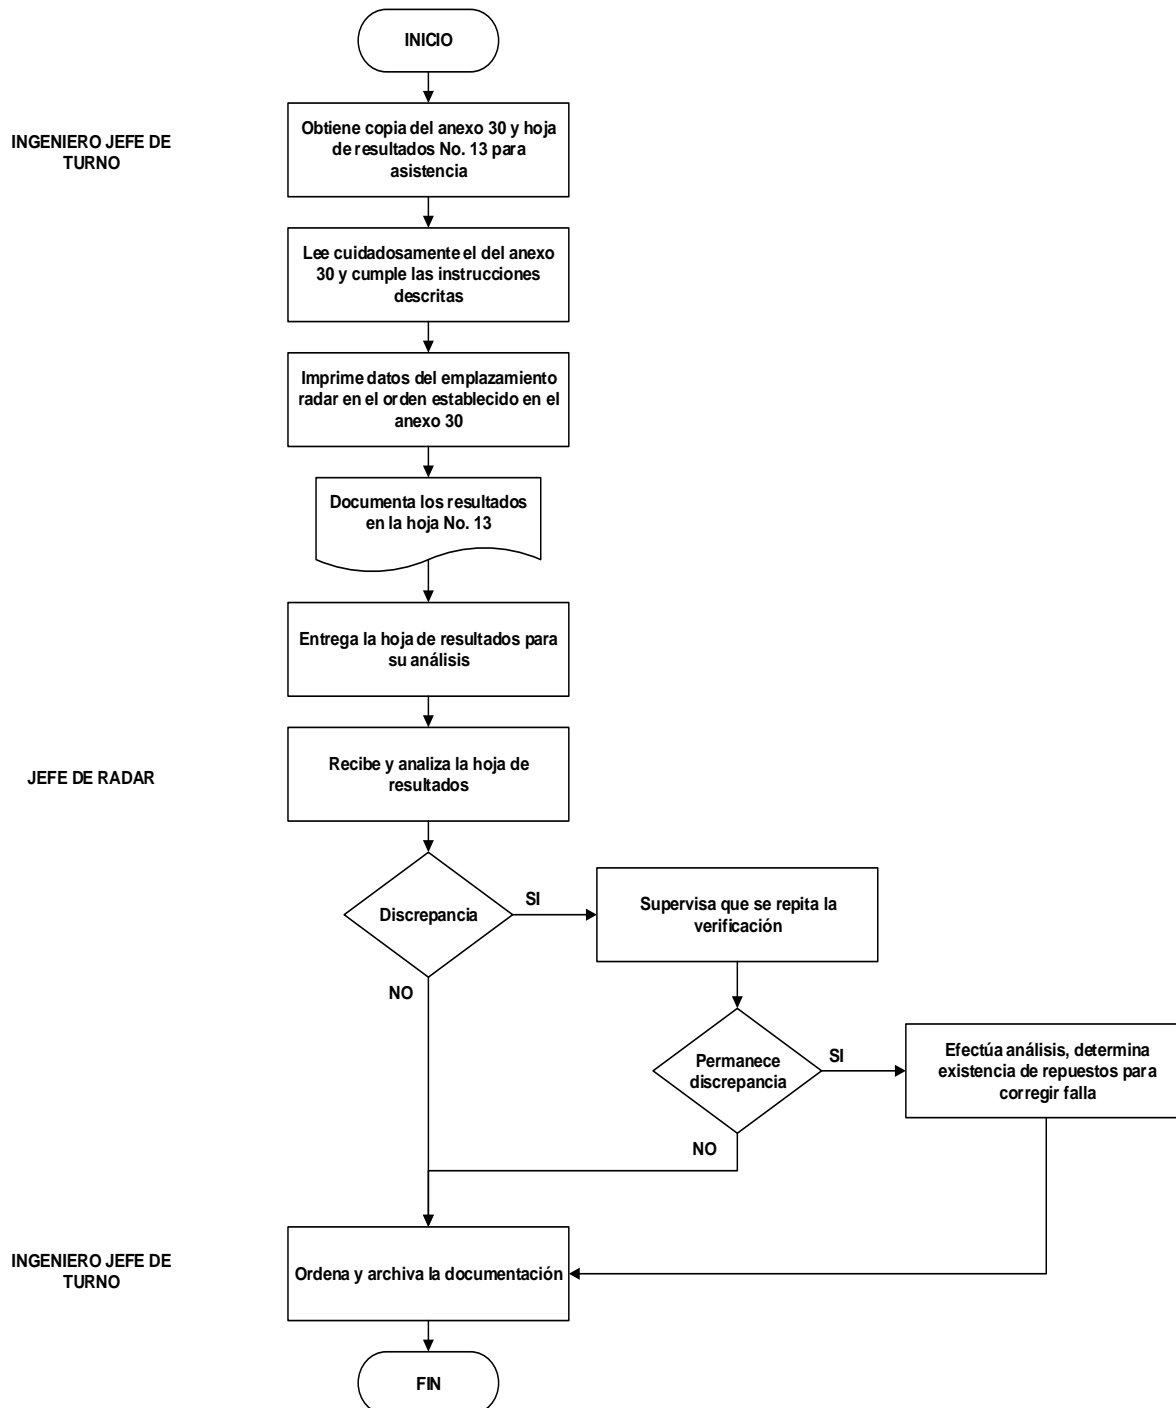 INICIO
INGENIERO JEFE DE
TURNO
Obtiene copia del anexo 30 y hoja
de resultados No. 13 para
asistencia
Lee cuidadosamente el del anexo
30 y cumple las instrucciones
descritas
Imprime datos del emplazamiento
radar en el orden establecido en el
anexo 30
Documenta los resultados
en la hoja No. 13
Entrega la hoja de resultados para
su análisis
JEFE DE RADAR
Recibe y analiza la hoja de
resultados
Discrepancia
SI
Supervisa que se repita la
verificación
NO
Permanece
discrepancia
SI
Efectúa análisis, determina
existencia de repuestos para
corregir falla
NO
INGENIERO JEFE DE
TURNO
Ordena y archiva la documentación
FIN